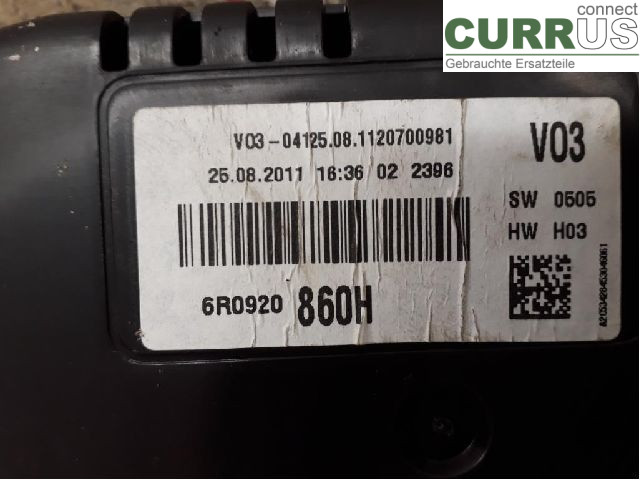 connect
CURRUS
Gebrauchte Ersatzteile
V03-04125.08.1120700981
25.08.2011 16:36 02 2396
6R0920 860H
V03
SW 0505
HW H03